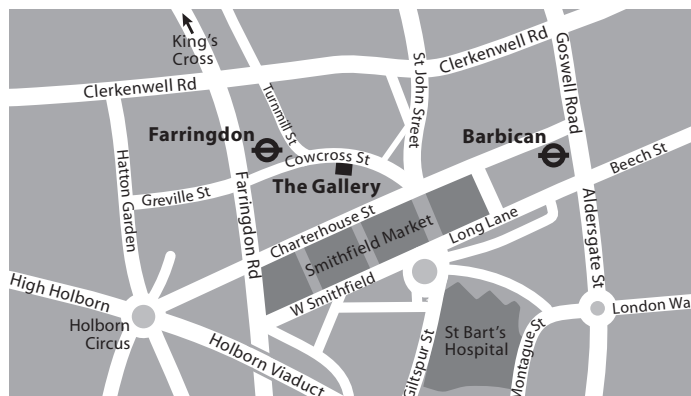 King's
Cross
Clerkenwell Rd
Clerkenwell Rd
St John Street
Goswell Road
Turnmill St
Farringdon
Barbican
Cowcross St
The Gallery
Beech St
Hatton Garden
Greville St
Farringdon Rd
Charterhouse St
Smithfield Market
Long Lane
Aldersgate St
W Smithfield
High Holborn
Holborn
Circus
Holborn Viaduct
Giltspur St
St Bart's
Hospital
Montague St
London Wa